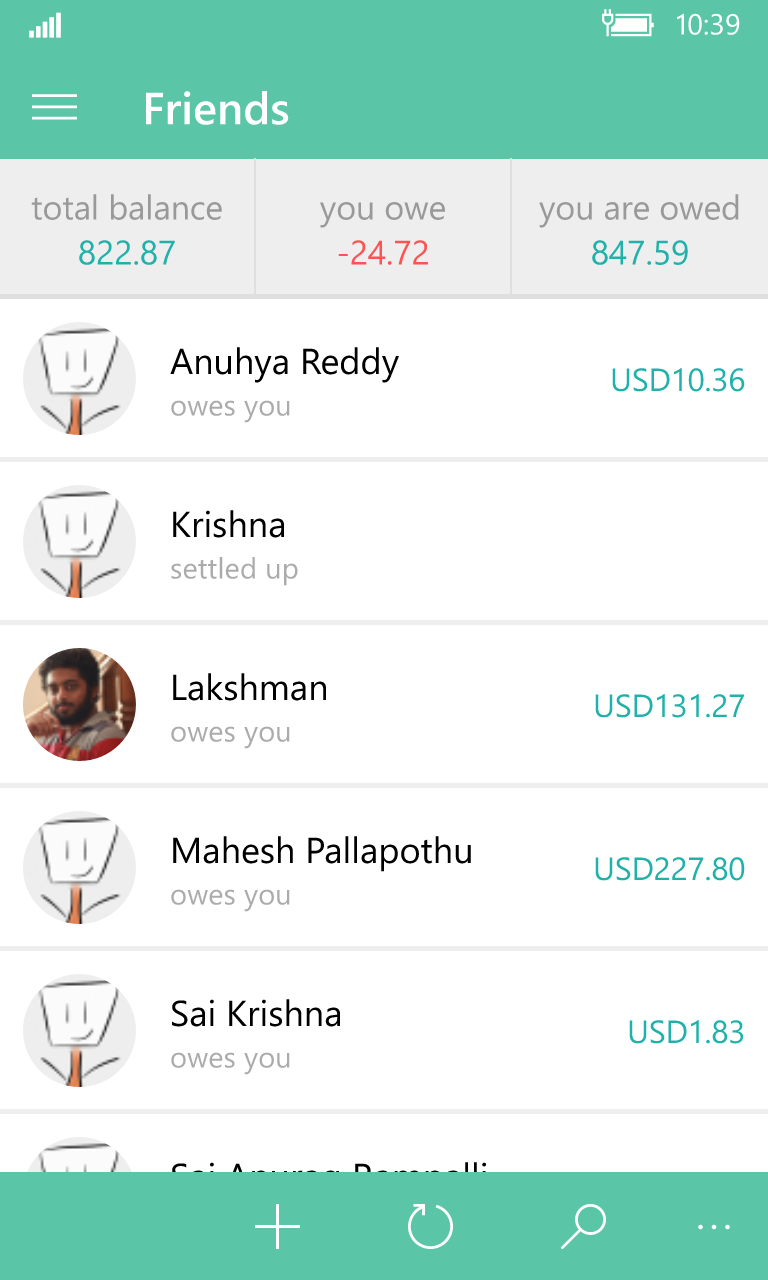 10:39
Friends
total balance
822.87
you owe
-24.72
you are owed
847.59
Anuhya Reddy
owes you
USD10.36
Krishna
settled up
Lakshman
owes you
USD131.27
Mahesh Pallapothu
owes you
USD227.80
Sai Krishna
owes you
USD1.83
Sai Anurag